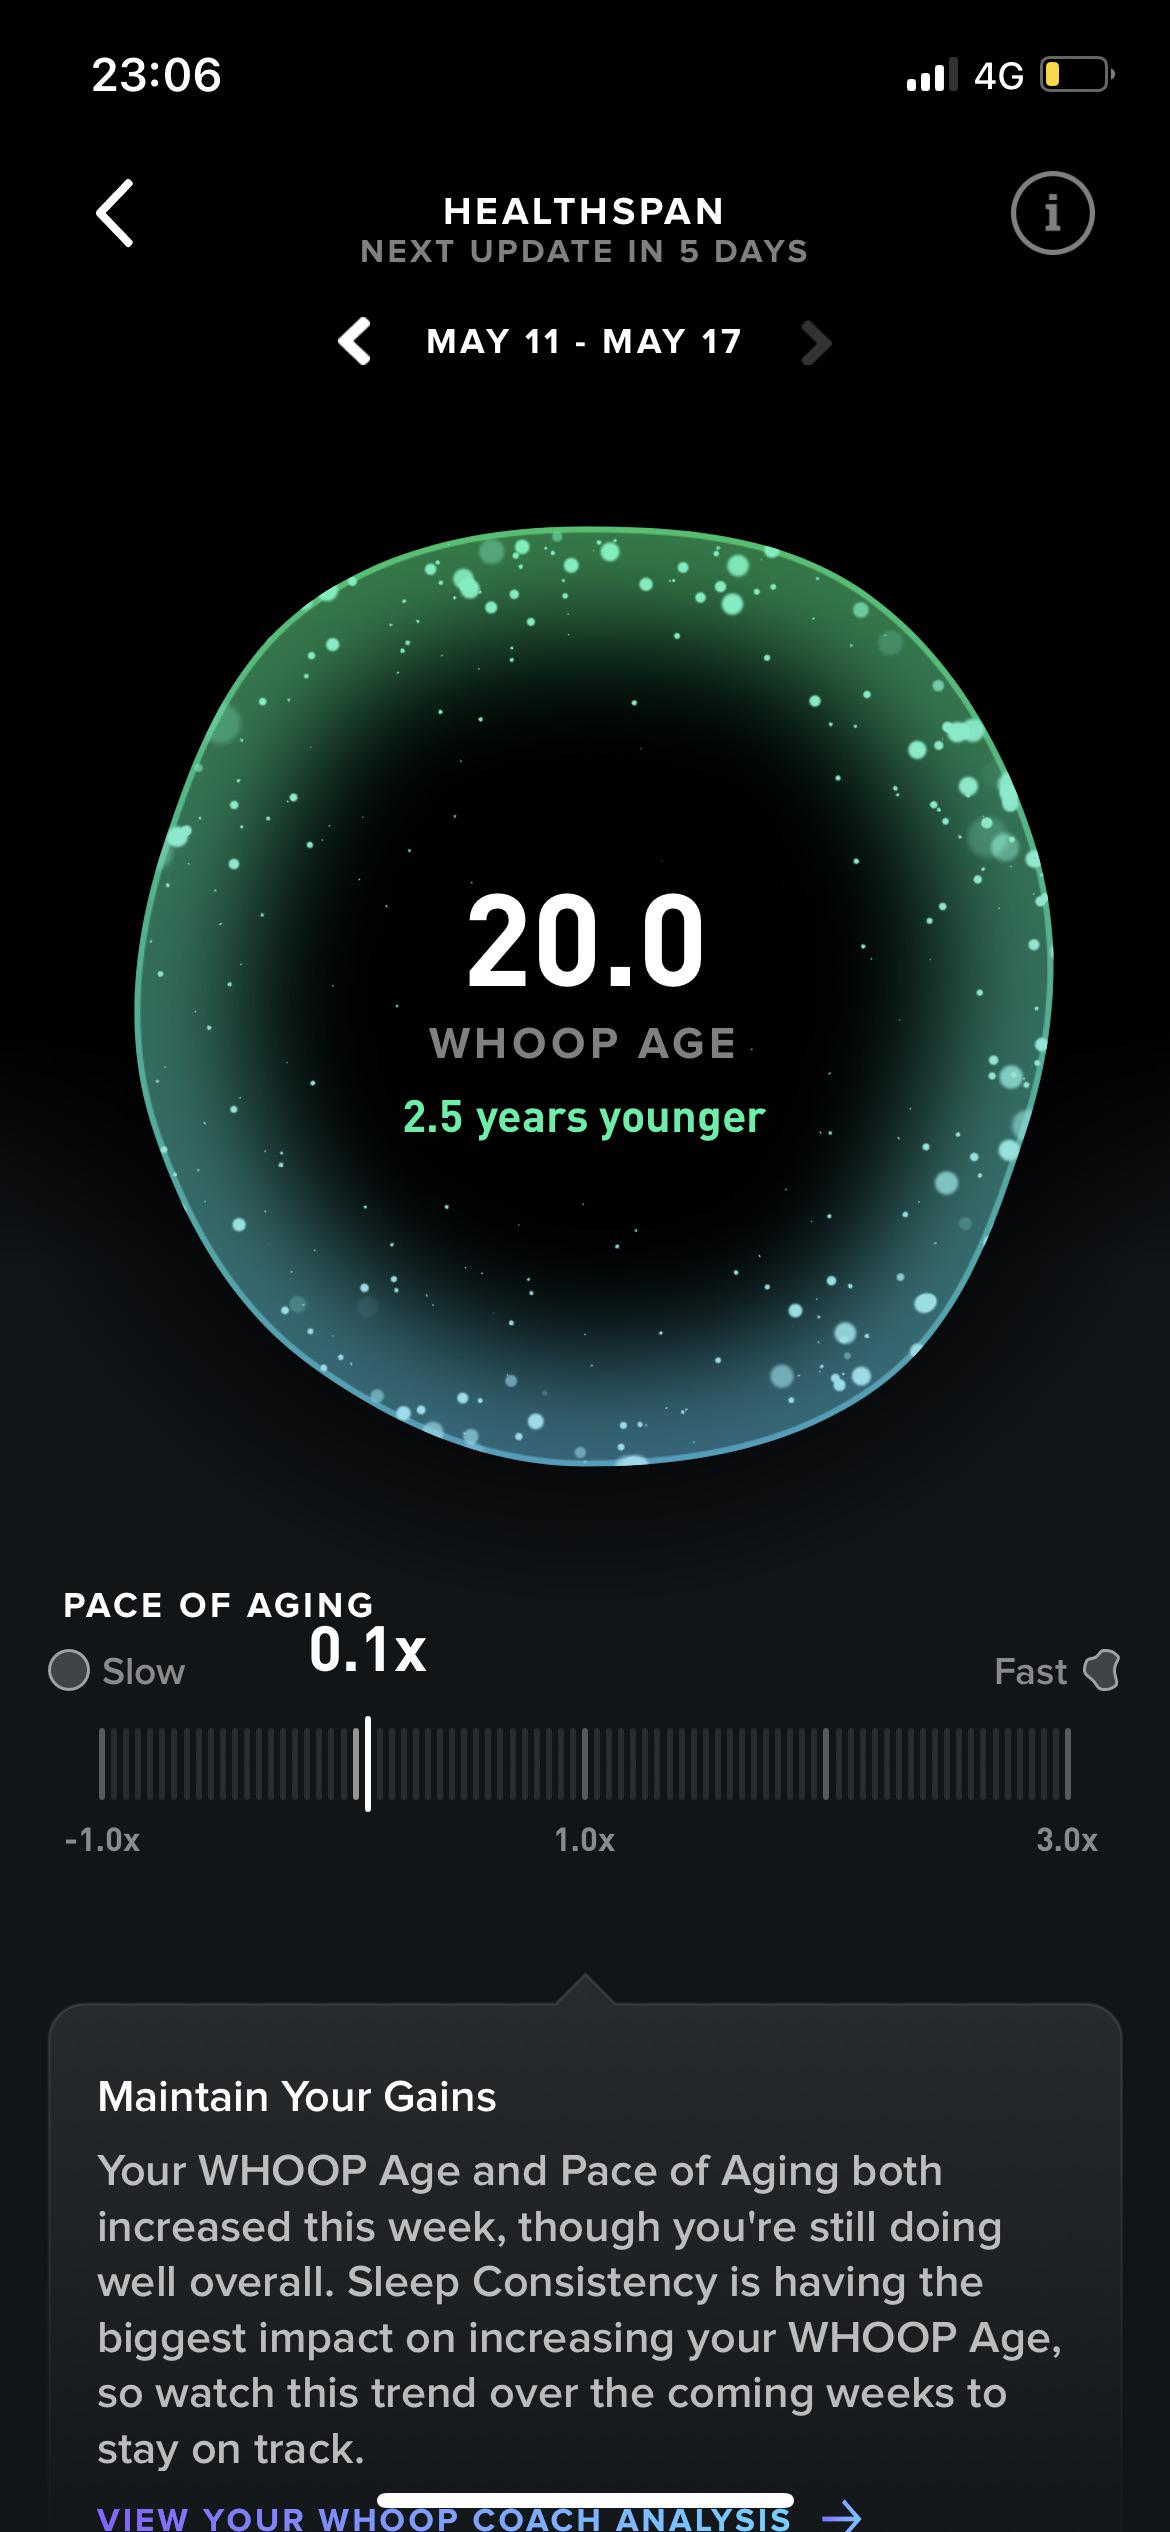 23:06
4G
HEALTHSPAN
NEXT UPDATE IN 5 DAYS
MAY 11 - MAY 17
20.0
WHOOP AGE
2.5 years younger
PACE OF AGING
0.1x
Slow
Fast
-1.0x
1.0x
3.0x
Maintain Your Gains
Your WHOOP Age and Pace of Aging both
increased this week, though you're still doing
well overall. Sleep Consistency is having the
biggest impact on increasing your WHOOP Age,
so watch this trend over the coming weeks to
stay on track.
VIEW YOUR WHOOP COACH ANALYSIS